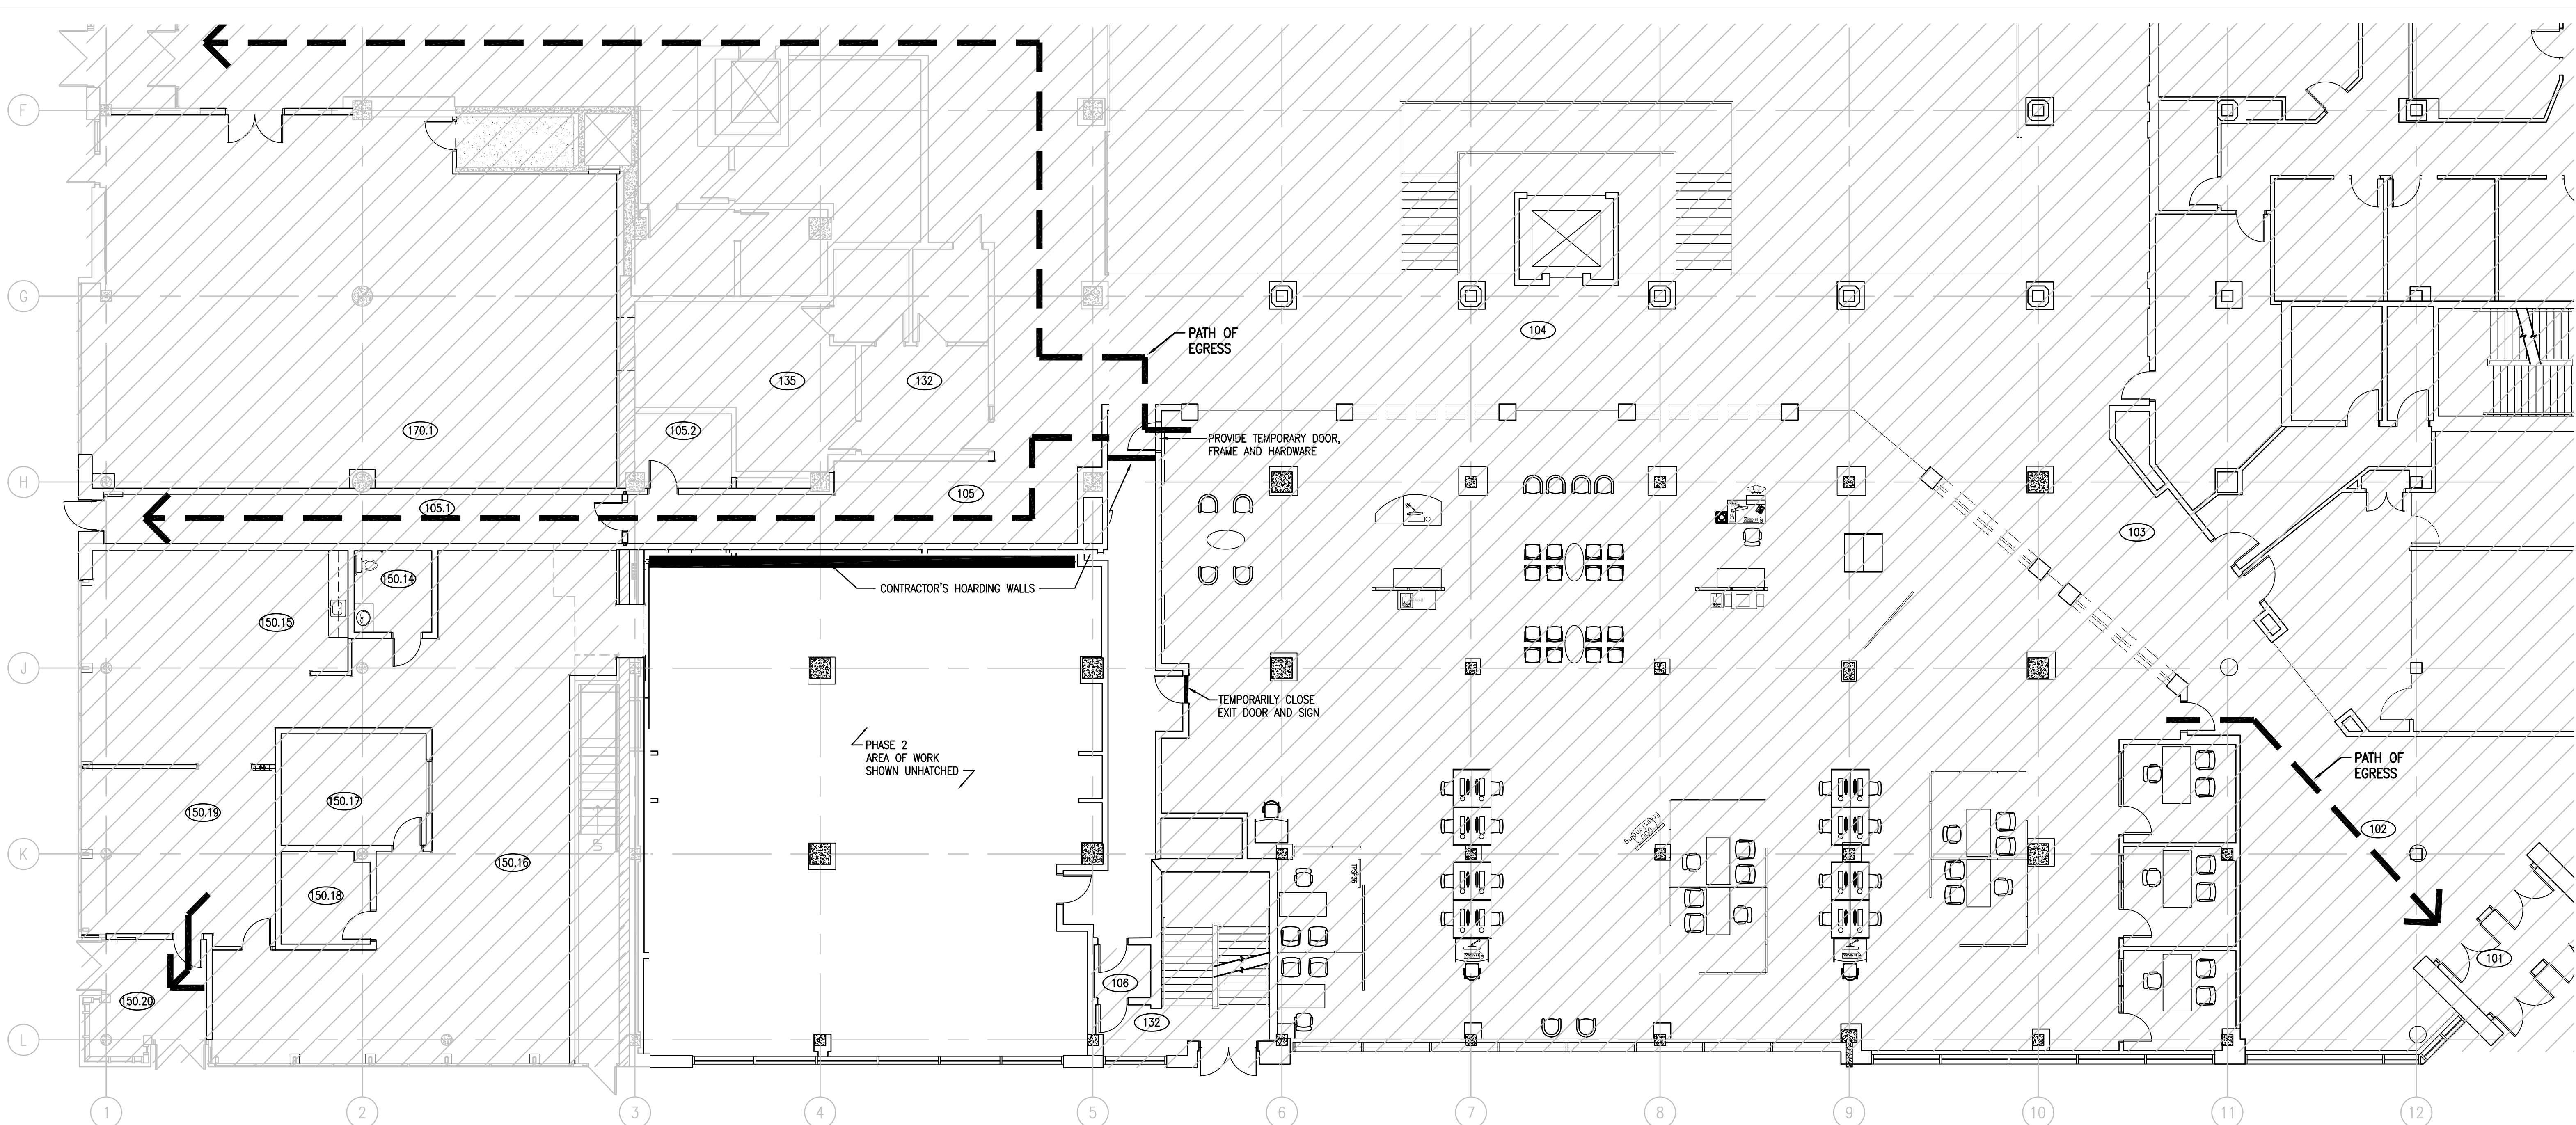 F
G
PATH OF
EGRESS
104
135
132
170.1
105.2
PROVIDE TEMPORARY DOOR,
FRAME AND HARDWARE
H
105
105.1
103
150.14
CONTRACTOR'S HOARDING WALLS
150.15
J
TEMPORARILY CLOSE
EXIT DOOR AND SIGN
PHASE 2
AREA OF WORK
SHOWN UNHATCHED
PATH OF
EGRESS
150.17
150.19
UP
Freestanding
102
K
150.16
150.18
101
106
150.20
132
L
1
2
3
4
5
6
7
8
9
10
11
12